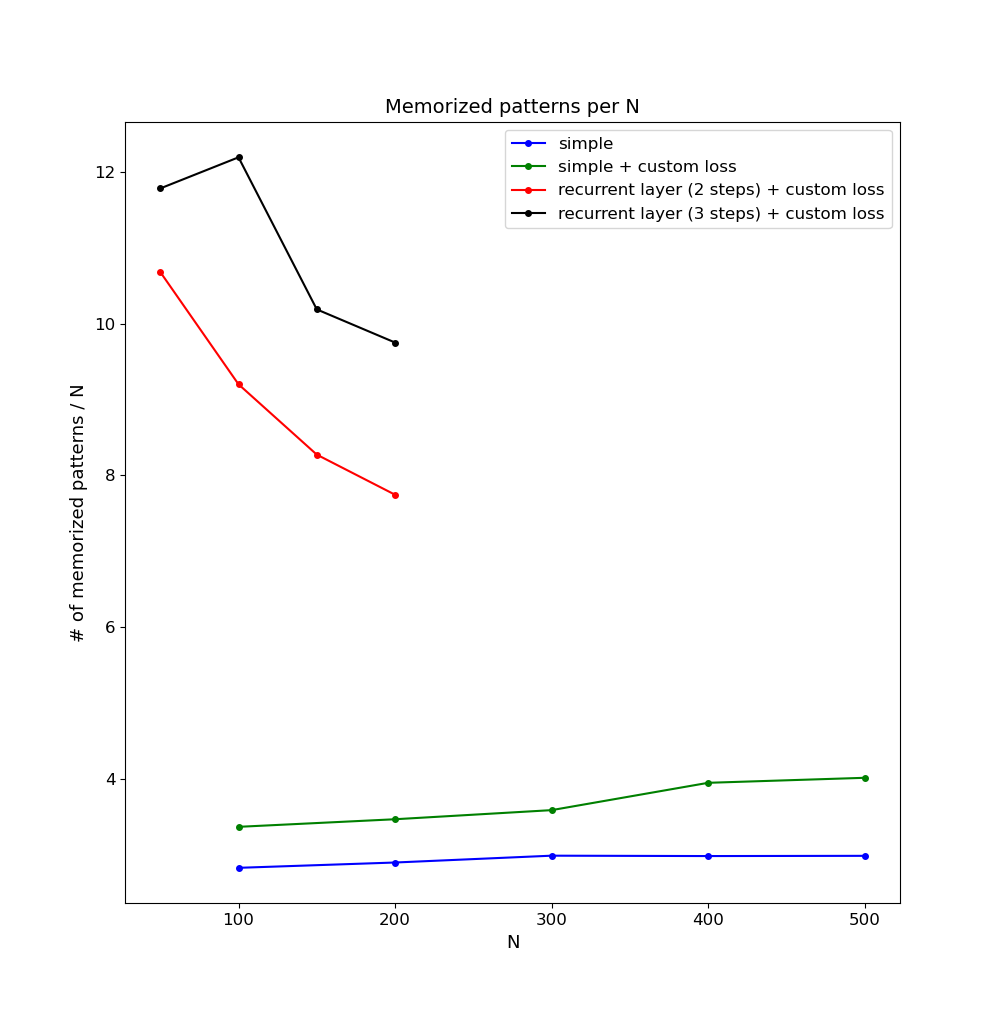 Memorized patterns per N
simple
simple + custom loss
recurrent layer (2 steps) + custom loss
recurrent layer (3 steps) + custom loss
# of memorized patterns / N
12
10
8
6
4
100 200 300 400 500
N